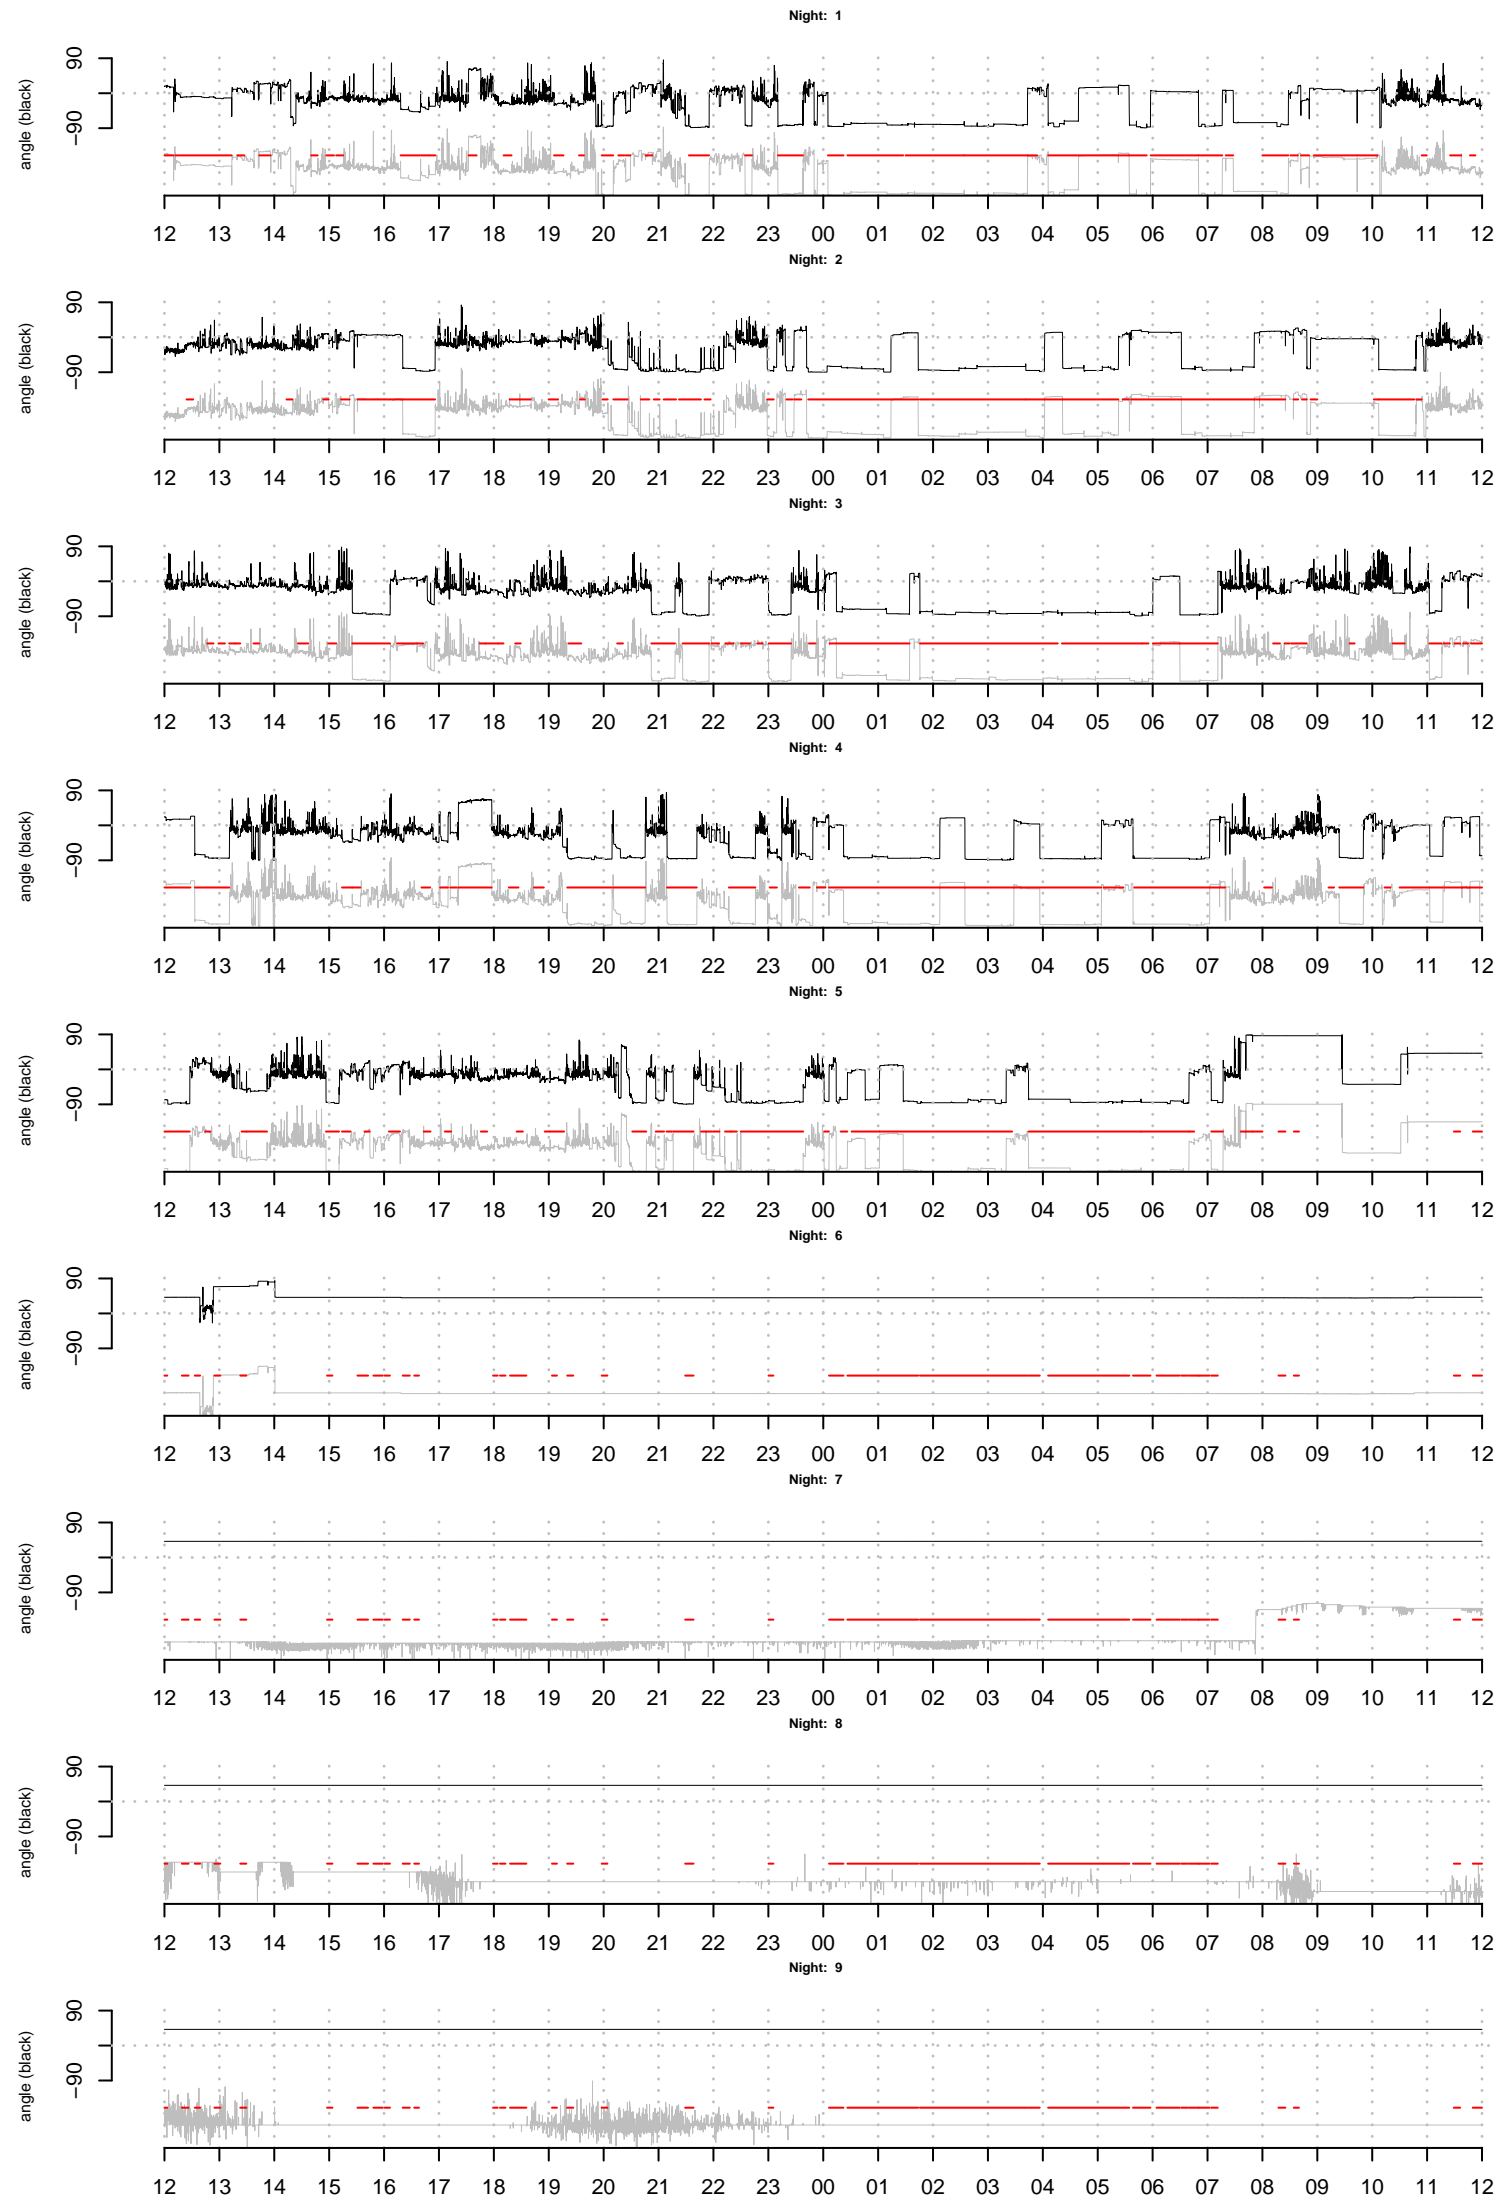 Night: 1
90
-90
angle (black)
12 13 14 15 16 17 18 19 20 21 22 23 00 01 02 03 04 05 06 07 08 09 10 11 12
Night: 2
90
-90
angle (black)
12 13 14 15 16 17 18 19 20 21 22 23 00 01 02 03 04 05 06 07 08 09 10 11 12
Night: 3
90
-90
angle (black)
12 13 14 15 16 17 18 19 20 21 22 23 00 01 02 03 04 05 06 07 08 09 10 11 12
Night: 4
90
-90
angle (black)
12 13 14 15 16 17 18 19 20 21 22 23 00 01 02 03 04 05 06 07 08 09 10 11 12
Night: 5
90
-90
angle (black)
12 13 14 15 16 17 18 19 20 21 22 23 00 01 02 03 04 05 06 07 08 09 10 11 12
Night: 6
90
-90
angle (black)
12 13 14 15 16 17 18 19 20 21 22 23 00 01 02 03 04 05 06 07 08 09 10 11 12
Night: 7
90
-90
angle (black)
12 13 14 15 16 17 18 19 20 21 22 23 00 01 02 03 04 05 06 07 08 09 10 11 12
Night: 8
90
-90
angle (black)
12 13 14 15 16 17 18 19 20 21 22 23 00 01 02 03 04 05 06 07 08 09 10 11 12
Night: 9
90
-90
angle (black)
12 13 14 15 16 17 18 19 20 21 22 23 00 01 02 03 04 05 06 07 08 09 10 11 12